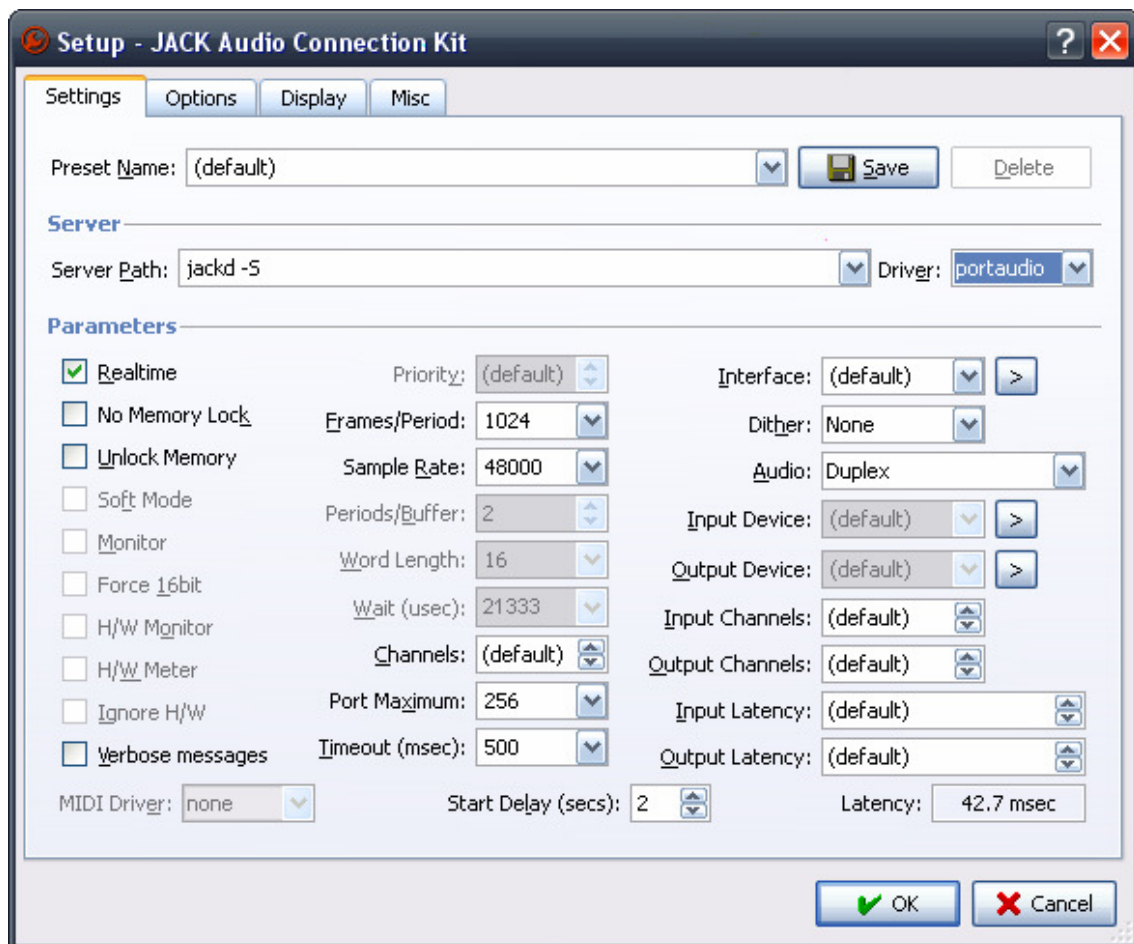 Setup - JACK Audio Connection Kit
Settings Options Display Misc
Preset Name: (default) Save Delete
Server
Server Path: jackd -S Driver: portaudio
Parameters
Realtime Priority: (default) Interface: (default) >
No Memory Lock Frames/Period: 1024 Dither: None
Unlock Memory Sample Rate: 48000 Audio: Duplex
Soft Mode Periods/Buffer: 2 Input Device: (default) >
Monitor Word Length: 16 Output Device: (default) >
Force 16bit Wait (usec): 21333 Input Channels: (default)
H/W Monitor Channels: (default) Output Channels: (default)
H/W Meter Port Maximum: 256 Input Latency: (default)
Ignore H/W Timeout (msec): 500 Output Latency: (default)
Verbose messages
MIDI Driver: none Start Delay (secs): 2 Latency: 42.7 msec
OK Cancel